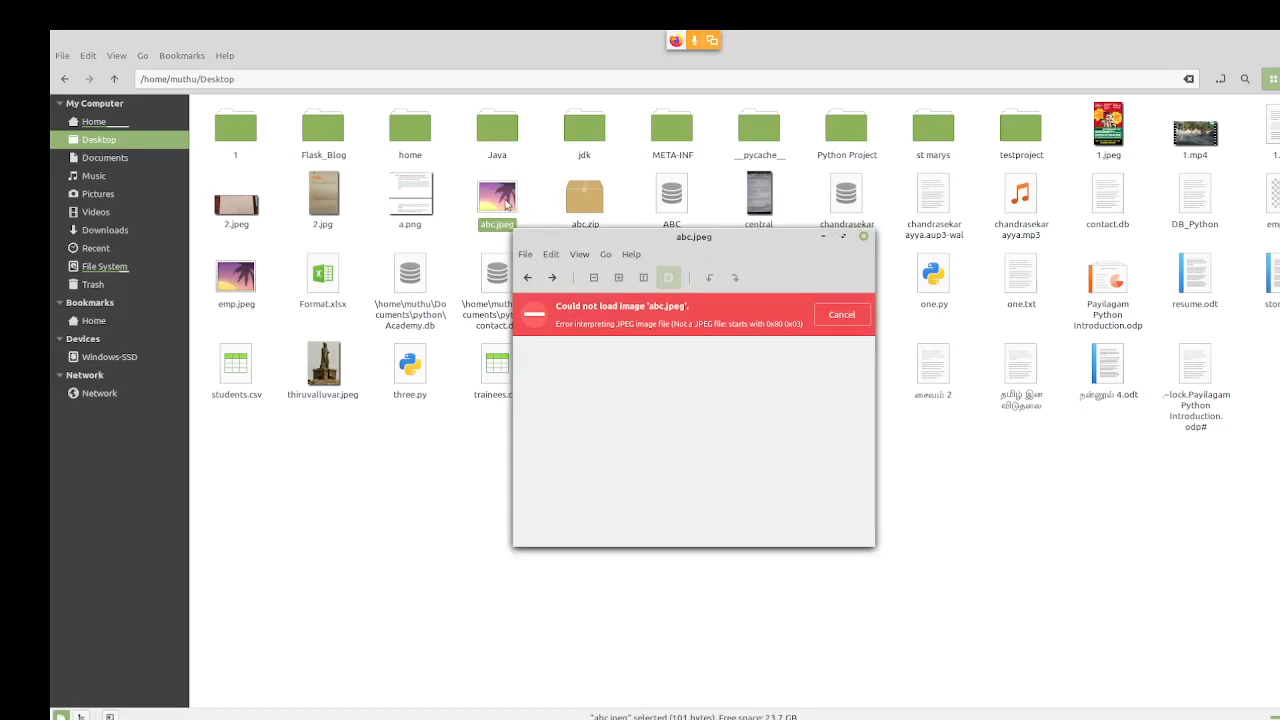 File Edit View Go Bookmarks Help
/home/muthu/Desktop
My Computer
Home
Desktop
Documents
Music
Pictures
Videos
Downloads
Recent
File System
Trash
Bookmarks
Home
Devices
Windows-SSD
Network
Network
1 Flask_Blog home Java jdk META-INF __pycache__ Python Project st marys testproject 1.jpeg 1.mp4 1.
2.jpeg 2.jpg a.png abc.jpeg abc.zip ABC central chandrasekar chandrasekar ayya.aup3-wal chandrasekar ayya.mp3 contact.db DB_Python
abc.jpeg
File Edit View Go Help
Could not load image 'abc.jpeg'.
Error interpreting JPEG image file (Not a JPEG file: starts with 0x80 0x03)
Cancel
emp.jpeg Format.xlsx \home\muthu\Do
cuments\python\
Academy.db
\home\mu
cuments\
contact.d
one.py one.txt Payilagam
Python
Introduction.odp
resume.odt
students.csv thiruvalluvar.jpeg three.py trainees.c சைவம் 2 தமிழ் இன
விடுதலை
நன்னூல் 4.odt .~lock.Payilagam
Python
Introduction.
odp#
"abc.jpeg" selected (101 bytes), Free space: 23.7 GB